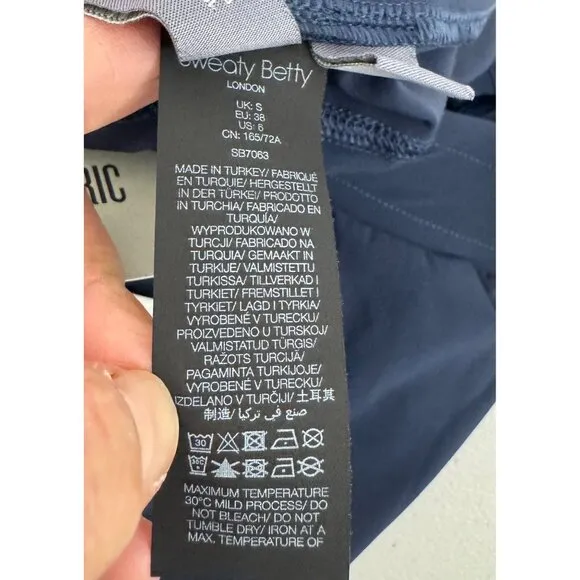 Sweaty Betty
LONDON
UK: S
EU: 38
US: 6
CN: 165/72A
SB7063
MADE IN TURKEY/ FABRIQUÉ
EN TURQUIE/ HERGESTELLT
IN DER TÜRKEI/ PRODOTTO
IN TURCHIA/ FABRICADO EN
TURQUÍA/
WYPRODUKOWANO W
TURCJI/ FABRICADO NA
TURQUIA/ GEMAAKT IN
TURKIJE/ VALMISTETTU
TURKISSA/ TILLVERKAD I
TURKIET/ FREMSTILLET I
TYRKIET/ LAGD I TYRKIA/
VYROBENÉ V TURECKU/
PROIZVEDENO U TURSKOJ/
VALMISTATUD TÜRGIS/
RAŽOTS TURCIJĀ/
PAGAMINTA TURKIJOJE/
VYROBENÉ V TURECKU/
IZDELANO V TURČIJI/ 土耳其
制造/ صنع في تركيا
30
30°C
MAXIMUM TEMPERATURE
30°C MILD PROCESS/ DO
NOT BLEACH/ DO NOT
TUMBLE DRY/ IRON AT A
MAX. TEMPERATURE OF
RIC